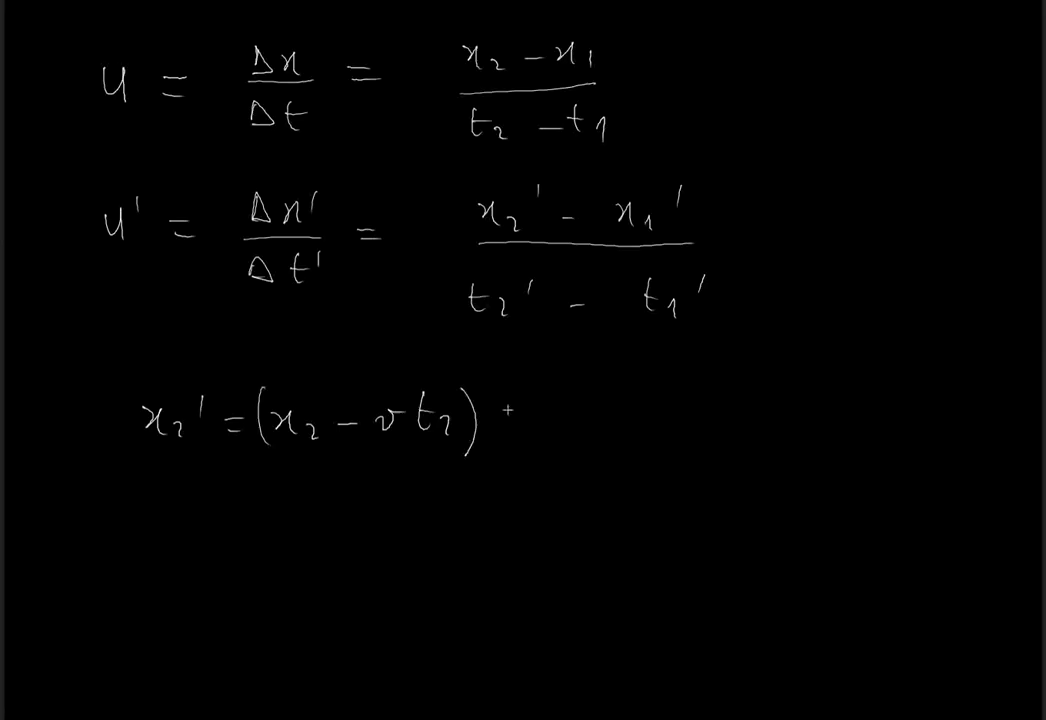 u = Δx/Δt = (x₂ - x₁)/(t₂ - t₁)
u' = Δx'/Δt' = (x₂' - x₁')/(t₂' - t₁')
x₂' = (x₂ - vt₂) +